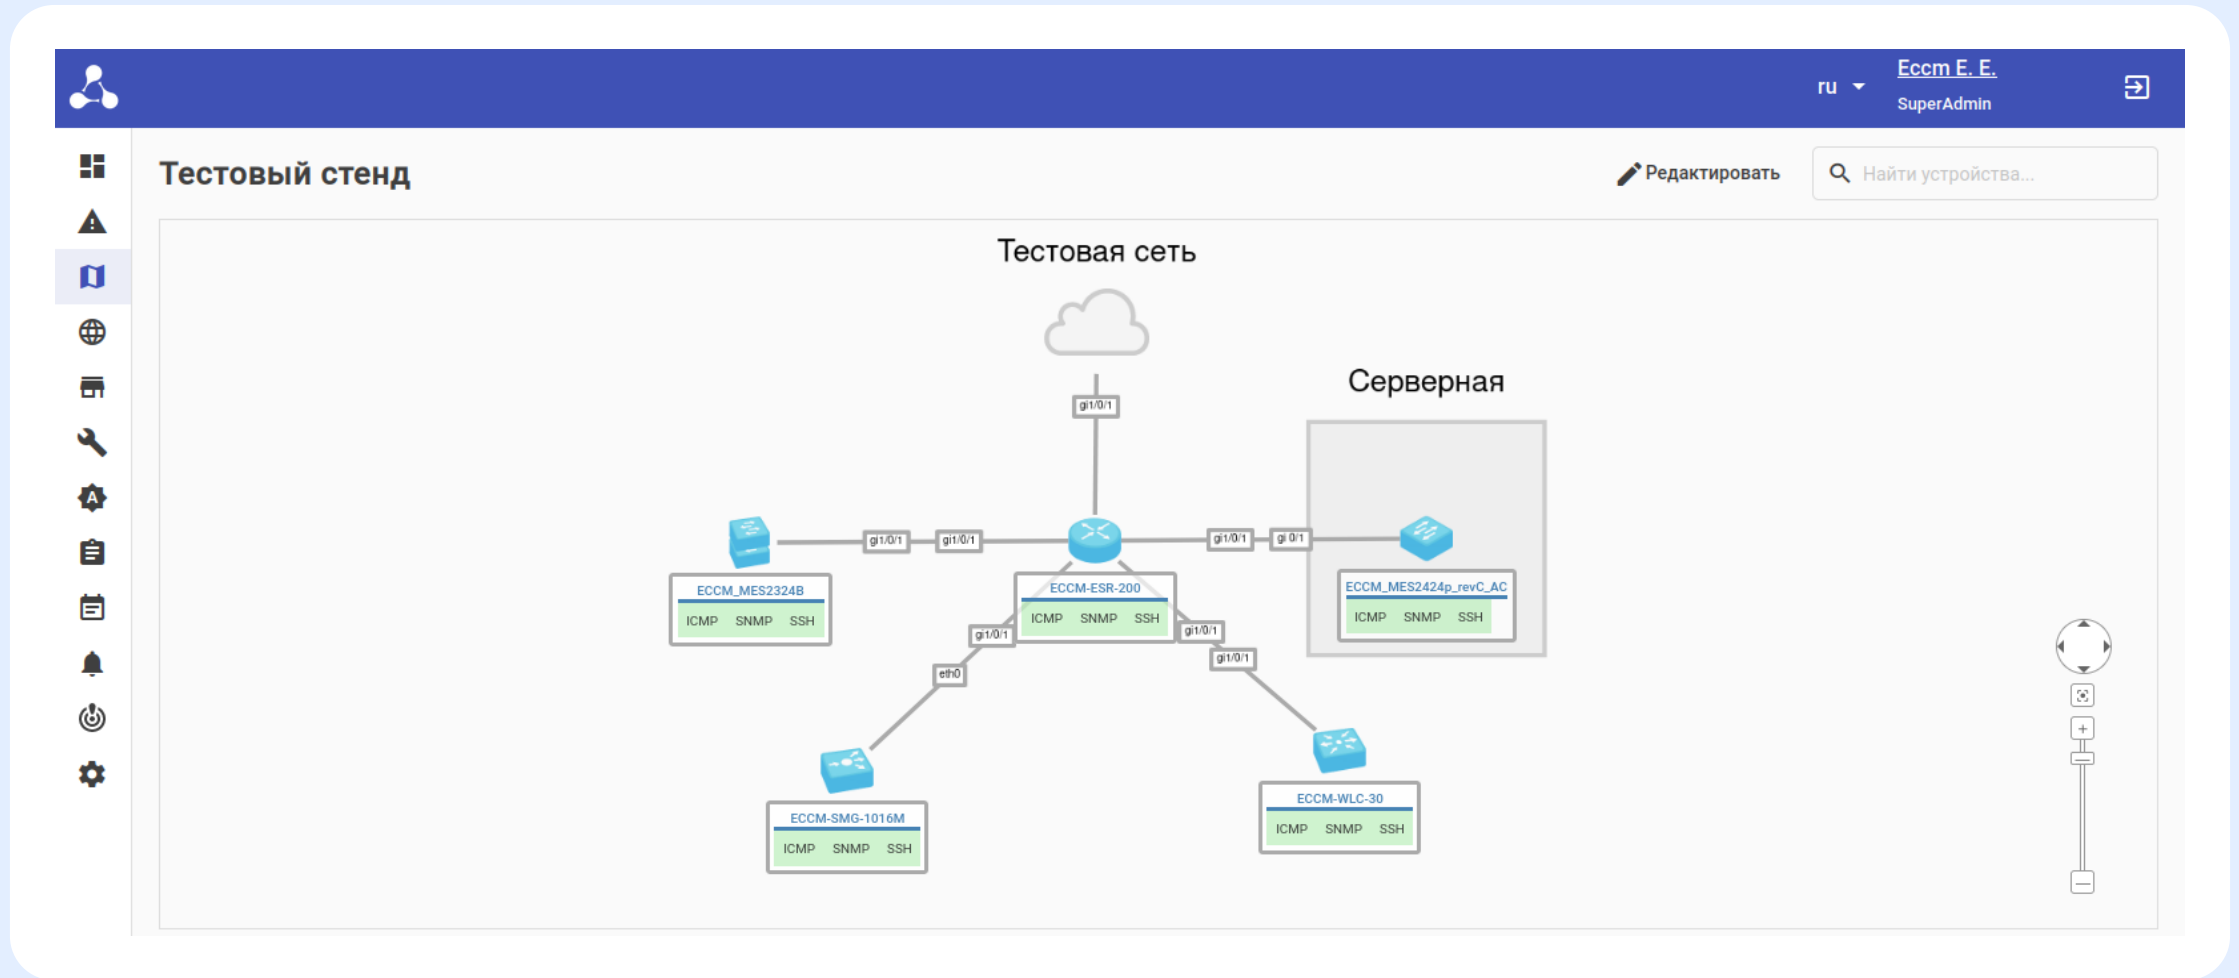 ru
Eccm E. E.
SuperAdmin
Тестовый стенд
Редактировать
Найти устройства...
Тестовая сеть
gi1/0/1
Серверная
gi1/0/1
gi1/0/1
gi1/0/1
gi 0/1
ECCM_MES2324B
ICMP SNMP SSH
ECCM-ESR-200
ICMP SNMP SSH
ECCM_MES2424p_revC_AC
ICMP SNMP SSH
gi1/0/1
gi1/0/1
eth0
gi1/0/1
ECCM-SMG-1016M
ICMP SNMP SSH
ECCM-WLC-30
ICMP SNMP SSH